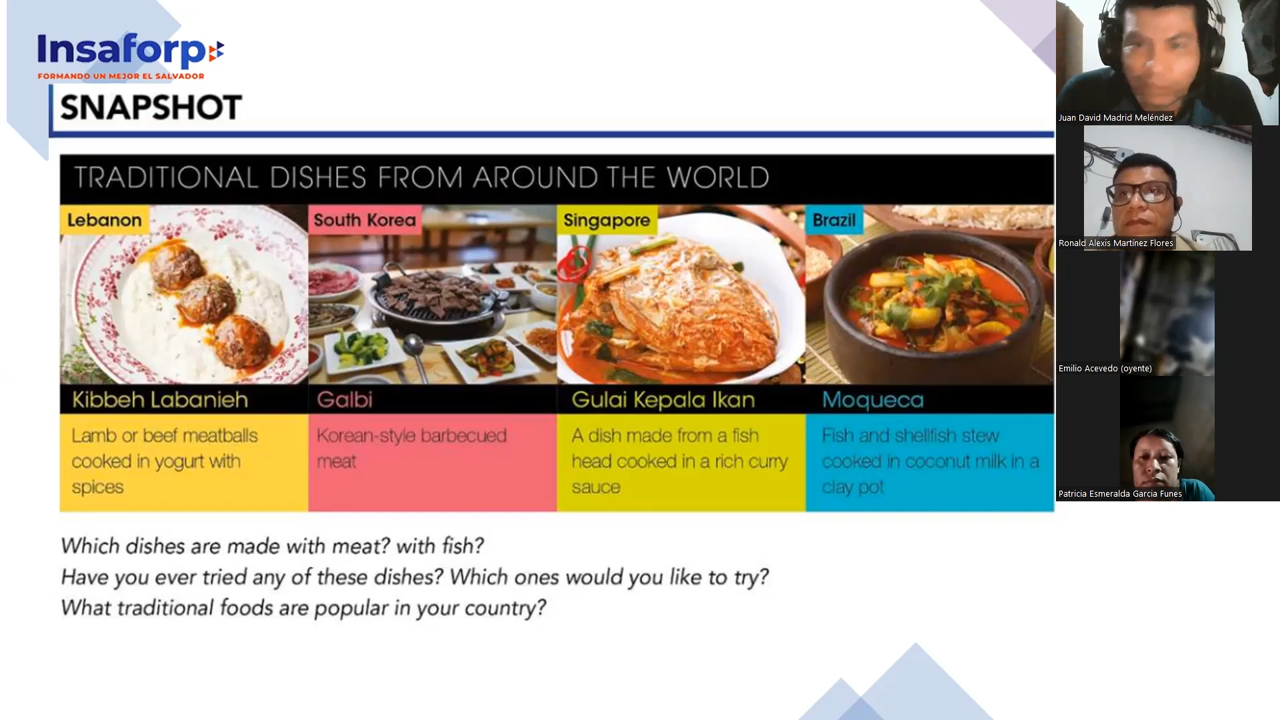 Insaforp
FORMANDO UN MEJOR EL SALVADOR
SNAPSHOT
TRADITIONAL DISHES FROM AROUND THE WORLD
Lebanon
Kibbeh Labanieh
Lamb or beef meatballs
cooked in yogurt with
spices
South Korea
Galbi
Korean-style barbecued
meat
Singapore
Gulai Kepala Ikan
A dish made from a fish
head cooked in a rich curry
sauce
Brazil
Moqueca
Fish and shellfish stew
cooked in coconut milk in a
clay pot
Which dishes are made with meat? with fish?
Have you ever tried any of these dishes? Which ones would you like to try?
What traditional foods are popular in your country?
Juan David Madrid Meléndez
Ronald Alexis Martínez Flores
Emilio Acevedo (oyente)
Patricia Esmeralda Garcia Funes